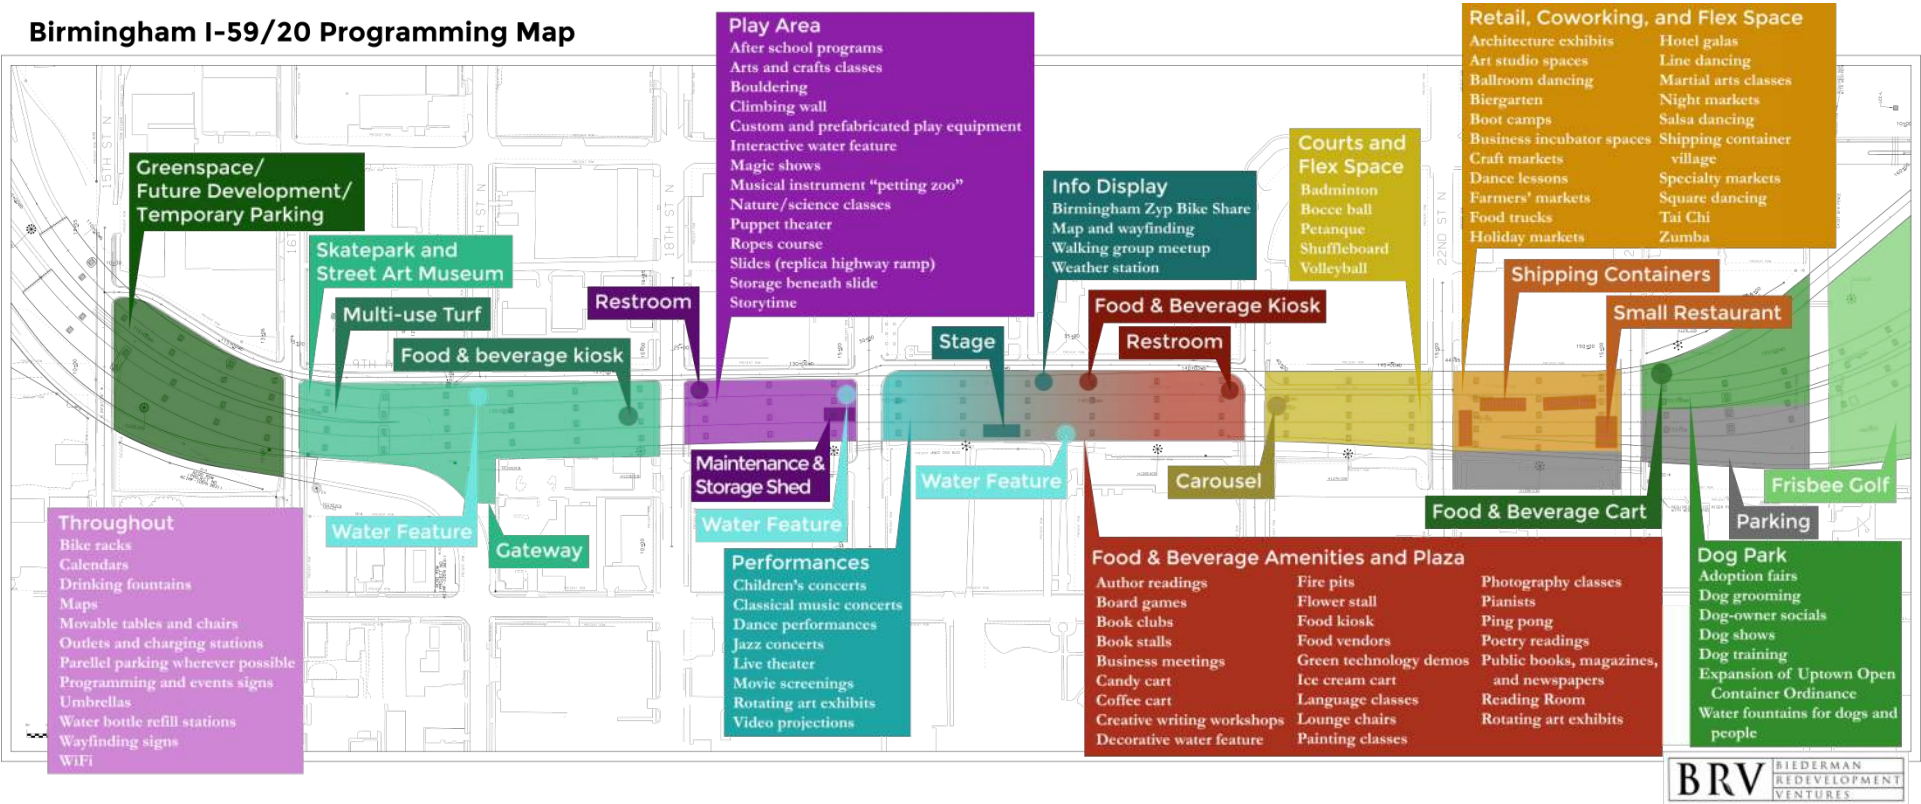 Birmingham I-59/20 Programming Map
Play Area
After school programs
Arts and crafts classes
Bouldering
Climbing wall
Custom and prefabricated play equipment
Interactive water feature
Magic shows
Musical instrument “petting zoo”
Nature/science classes
Puppet theater
Ropes course
Slides (replica highway ramp)
Storage beneath slide
Storytime
Retail, Coworking, and Flex Space
Architecture exhibits
Art studio spaces
Ballroom dancing
Biergarten
Boot camps
Business incubator spaces
Craft markets
Dance lessons
Farmers' markets
Food trucks
Holiday markets
Hotel galas
Line dancing
Martial arts classes
Night markets
Salsa dancing
Shipping container
village
Specialty markets
Square dancing
Tai Chi
Zumba
Greenspace/
Future Development/
Temporary Parking
Courts and
Flex Space
Badminton
Bocce ball
Petanque
Shuffleboard
Volleyball
Info Display
Birmingham Zyp Bike Share
Map and wayfinding
Walking group meetup
Weather station
Skatepark and
Street Art Museum
Multi-use Turf
Food & beverage kiosk
Restroom
Stage
Food & Beverage Kiosk
Restroom
Shipping Containers
Small Restaurant
15TH ST N
18TH ST N
22ND ST N
Maintenance &
Storage Shed
Water Feature
Gateway
Water Feature
Water Feature
Carousel
Food & Beverage Cart
Parking
Frisbee Golf
Throughout
Bike racks
Calendars
Drinking fountains
Maps
Movable tables and chairs
Outlets and charging stations
Parellel parking wherever possible
Programming and events signs
Umbrellas
Water bottle refill stations
Wayfinding signs
WiFi
Performances
Children's concerts
Classical music concerts
Dance performances
Jazz concerts
Live theater
Movie screenings
Rotating art exhibits
Video projections
Food & Beverage Amenities and Plaza
Author readings
Board games
Book clubs
Book stalls
Business meetings
Candy cart
Coffee cart
Creative writing workshops
Decorative water feature
Fire pits
Flower stall
Food kiosk
Food vendors
Green technology demos
Ice cream cart
Language classes
Lounge chairs
Painting classes
Photography classes
Pianists
Ping pong
Poetry readings
Public books, magazines,
and newspapers
Reading Room
Rotating art exhibits
Dog Park
Adoption fairs
Dog grooming
Dog-owner socials
Dog shows
Dog training
Expansion of Uptown Open
Container Ordinance
Water fountains for dogs and
people
BRV
BIEDERMAN
REDEVELOPMENT
VENTURES